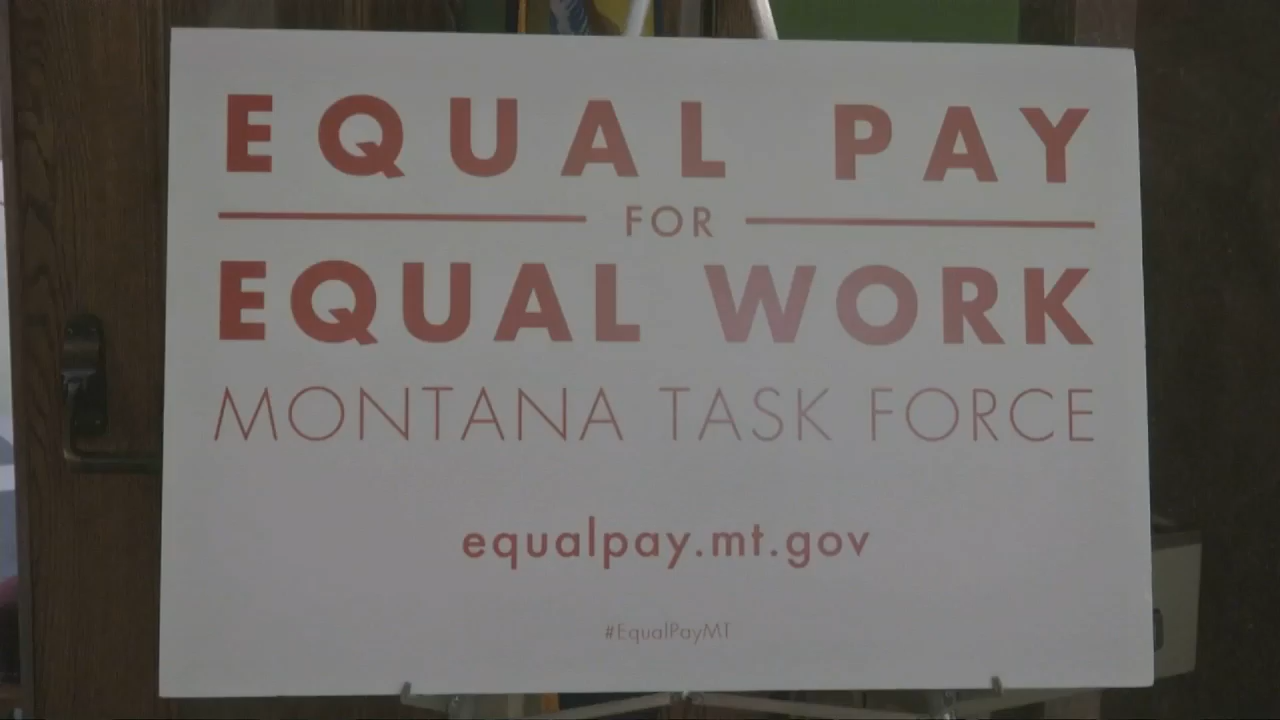 EQUAL PAY
FOR
EQUAL WORK
MONTANA TASK FORCE
equalpay.mt.gov
#EqualPayMT